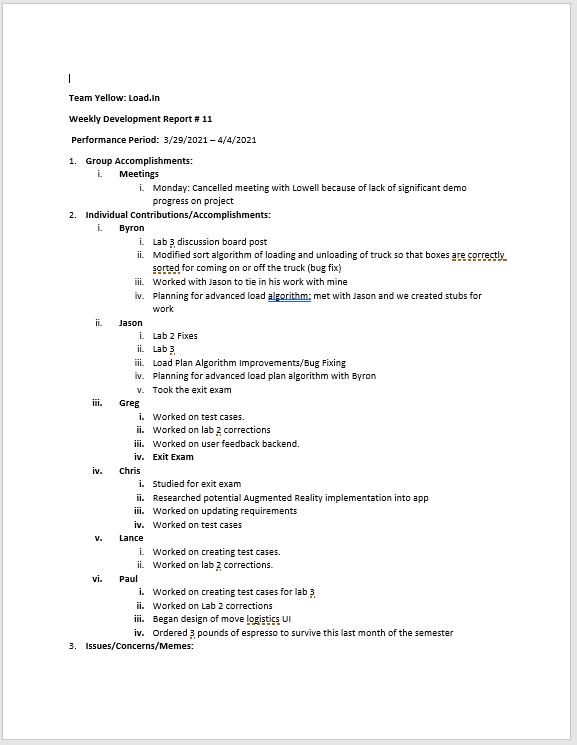 Team Yellow: Load.In
Weekly Development Report # 11
Performance Period: 3/29/2021 – 4/4/2021
1. Group Accomplishments:
i. Meetings
i. Monday: Cancelled meeting with Lowell because of lack of significant demo
progress on project
2. Individual Contributions/Accomplishments:
i. Byron
i. Lab 3 discussion board post
ii. Modified sort algorithm of loading and unloading of truck so that boxes are correctly
sorted for coming on or off the truck (bug fix)
iii. Worked with Jason to tie in his work with mine
iv. Planning for advanced load algorithm: met with Jason and we created stubs for
work
ii. Jason
i. Lab 2 Fixes
ii. Lab 3
iii. Load Plan Algorithm Improvements/Bug Fixing
iv. Planning for advanced load plan algorithm with Byron
v. Took the exit exam
iii. Greg
i. Worked on test cases.
ii. Worked on lab 2 corrections
iii. Worked on user feedback backend.
iv. Exit Exam
iv. Chris
i. Studied for exit exam
ii. Researched potential Augmented Reality implementation into app
iii. Worked on updating requirements
iv. Worked on test cases
v. Lance
i. Worked on creating test cases.
ii. Worked on lab 2 corrections.
vi. Paul
i. Worked on creating test cases for lab 3
ii. Worked on Lab 2 corrections
iii. Began design of move logistics UI
iv. Ordered 3 pounds of espresso to survive this last month of the semester
3. Issues/Concerns/Memes: